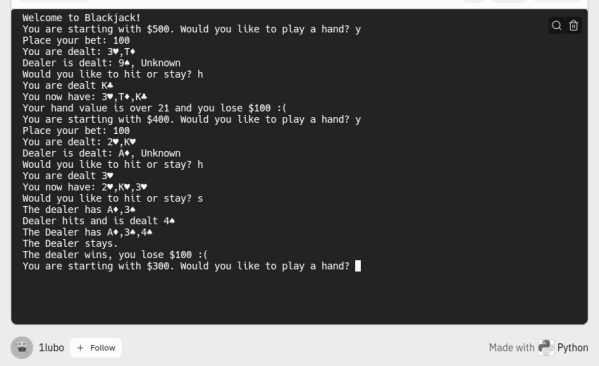 Welcome to Blackjack!
You are starting with $500. Would you like to play a hand? y
Place your bet: 100
You are dealt: 3♥,T♦
Dealer is dealt: 9♠, Unknown
Would you like to hit or stay? h
You are dealt K♣
You now have: 3♥,T♦,K♣
Your hand value is over 21 and you lose $100 :(
You are starting with $400. Would you like to play a hand? y
Place your bet: 100
You are dealt: 2♥,K♥
Dealer is dealt: A♦, Unknown
Would you like to hit or stay? h
You are dealt 3♥
You now have: 2♥,K♥,3♥
Would you like to hit or stay? s
The dealer has A♦,3♠
Dealer hits and is dealt 4♠
The Dealer has A♦,3♠,4♠
The Dealer stays.
The dealer wins, you lose $100 :(
You are starting with $300. Would you like to play a hand?
1lubo + Follow
Made with Python